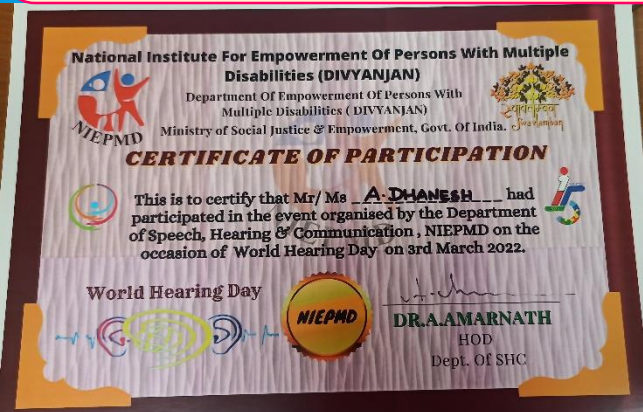 National Institute For Empowerment Of Persons With Multiple
Disabilities (DIVYANJAN)
Department Of Empowerment Of Persons With
Multiple Disabilities ( DIVYANJAN)
Ministry of Social Justice & Empowerment, Govt. Of India.
NIEPMD
Swavlamban
CERTIFICATE OF PARTICIPATION
This is to certify that Mr/ Ms _A.DHANESH___ had
participated in the event organised by the Department
of Speech, Hearing & Communication , NIEPMD on the
occasion of World Hearing Day on 3rd March 2022.
World Hearing Day
NIEPMD
DR.A.AMARNATH
HOD
Dept. Of SHC